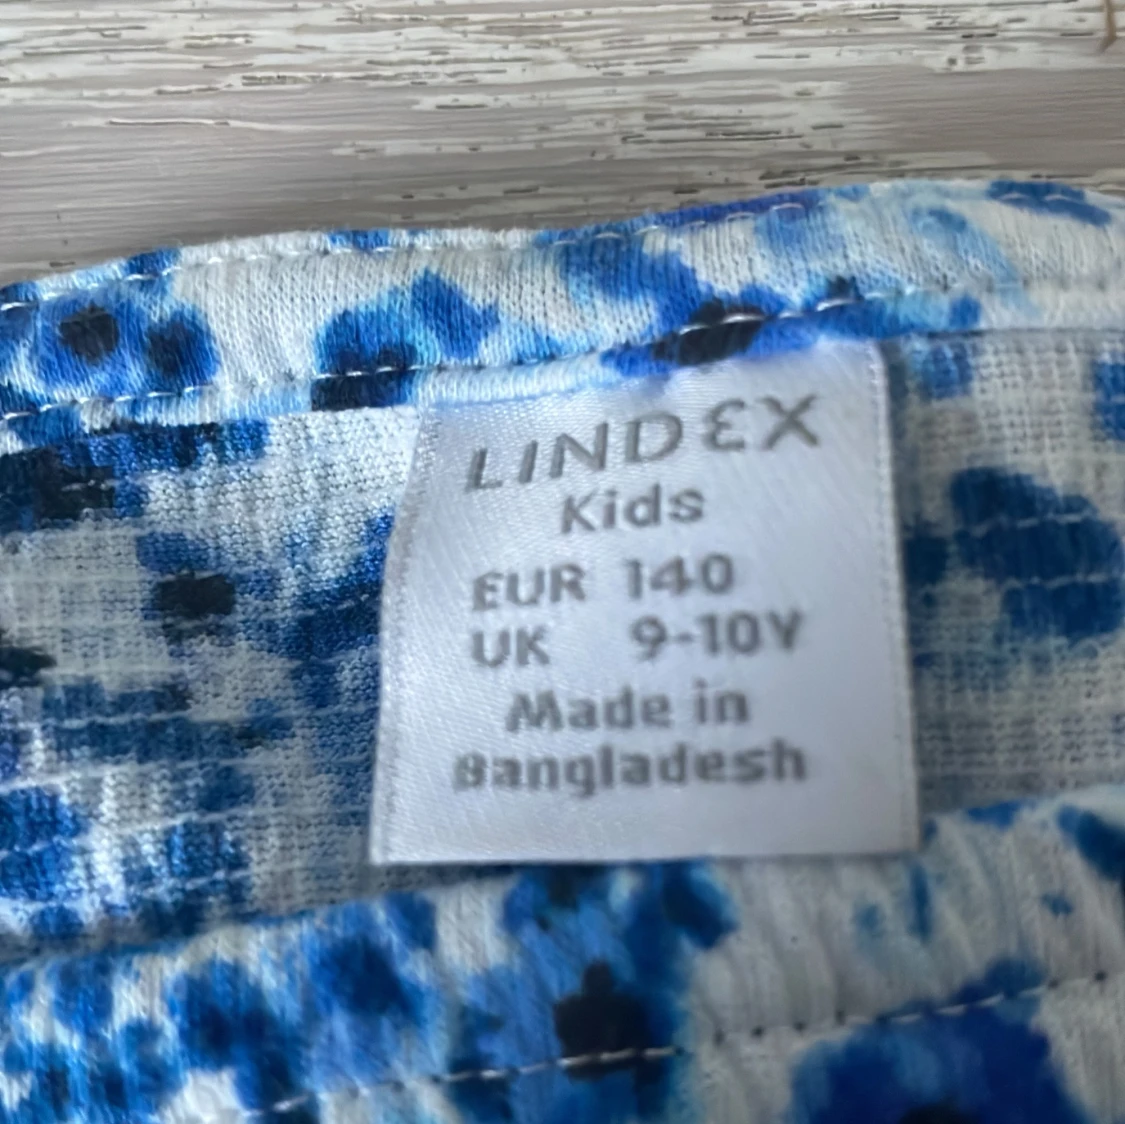 LINDEX
Kids
EUR 140
UK 9-10Y
Made in
Bangladesh